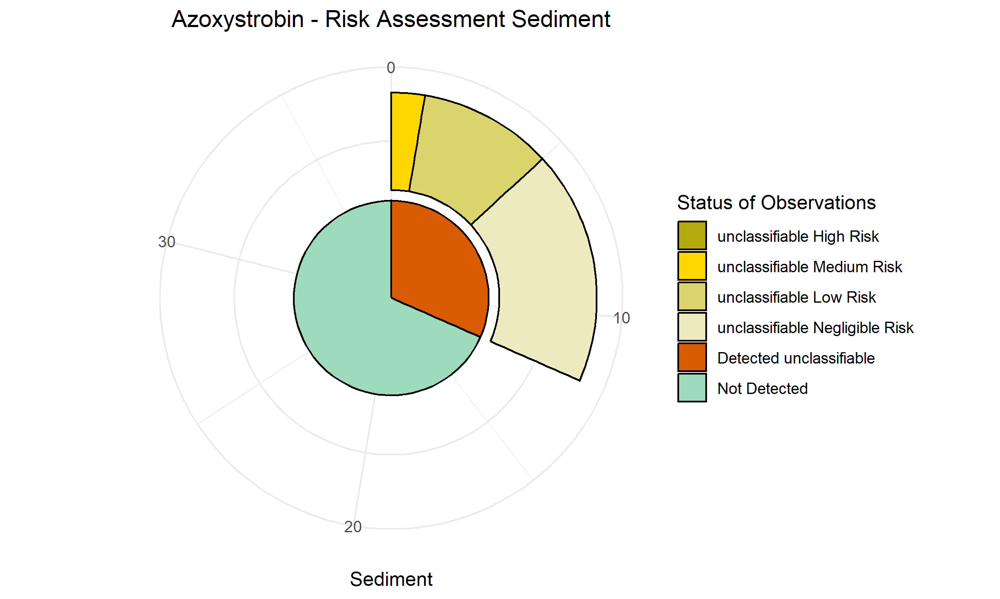 Azoxystrobin - Risk Assessment Sediment
0
30
10
20
Sediment
Status of Observations
unclassifiable High Risk
unclassifiable Medium Risk
unclassifiable Low Risk
unclassifiable Negligible Risk
Detected unclassifiable
Not Detected